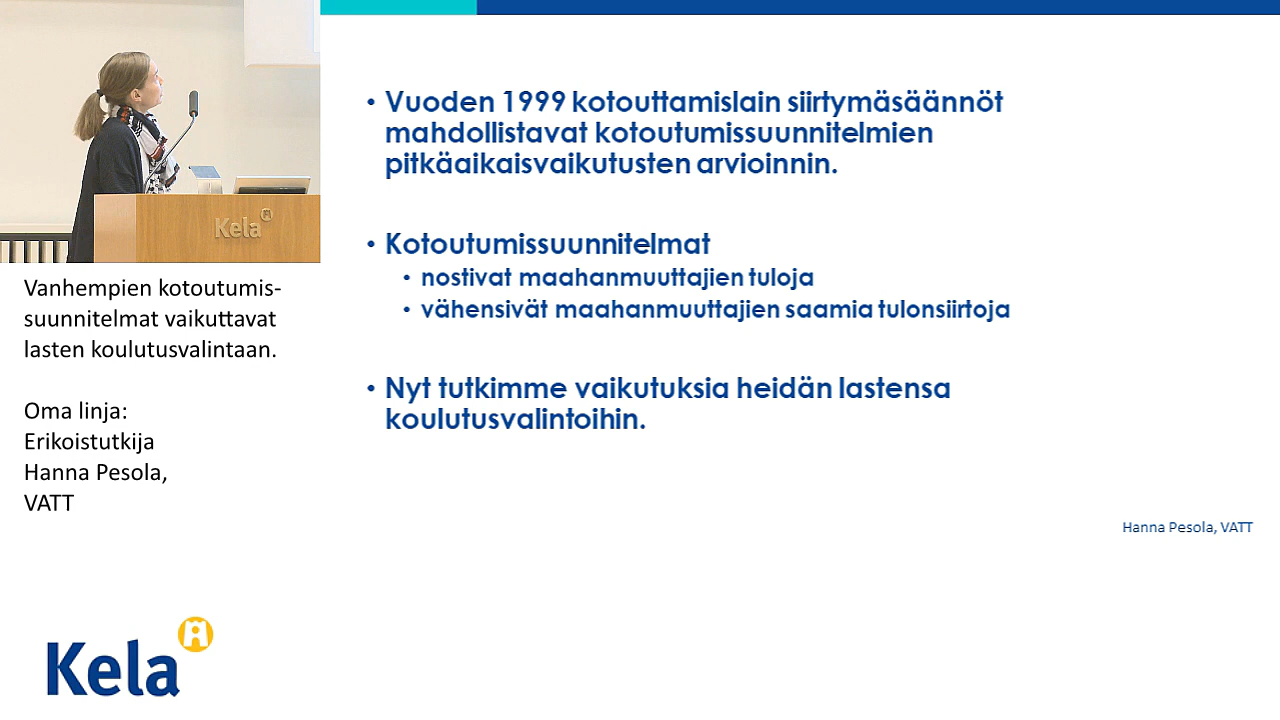 Kela
Vanhempien kotoutumis-
suunnitelmat vaikuttavat
lasten koulutusvalintaan.
Oma linja:
Erikoistutkija
Hanna Pesola,
VATT
Kela
• Vuoden 1999 kotouttamislain siirtymäsäännöt
mahdollistavat kotoutumissuunnitelmien
pitkäaikaisvaikutusten arvioinnin.
• Kotoutumissuunnitelmat
• nostivat maahanmuuttajien tuloja
• vähensivät maahanmuuttajien saamia tulonsiirtoja
• Nyt tutkimme vaikutuksia heidän lastensa
koulutusvalintoihin.
Hanna Pesola, VATT